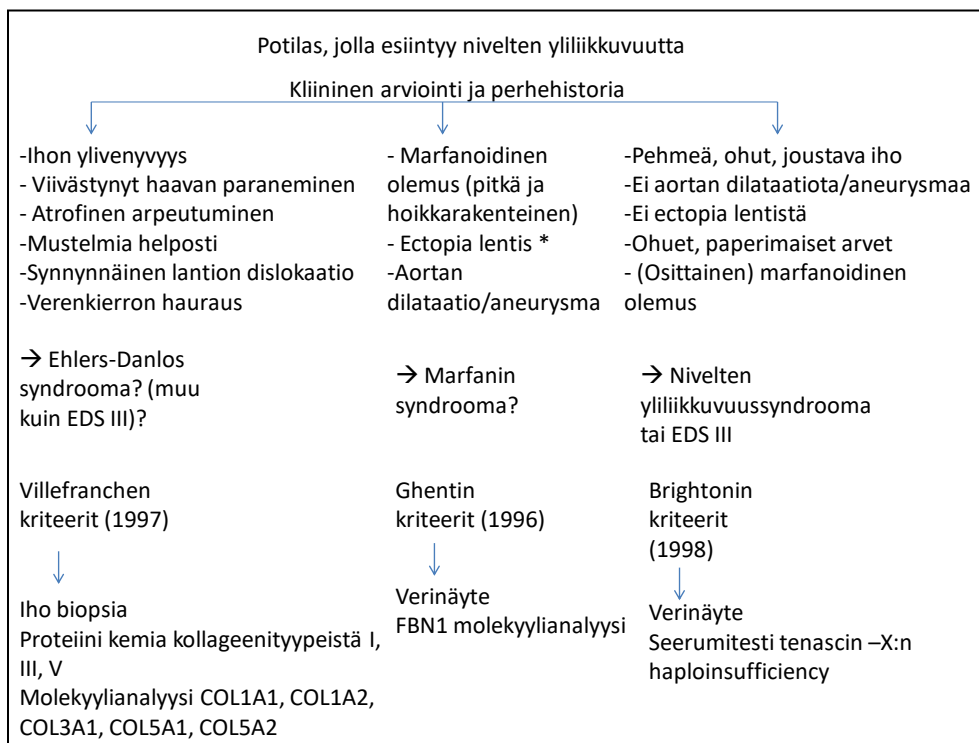 Potilas, jolla esiintyy nivelten yliliikkuvuutta
Kliininen arviointi ja perhehistoria
-Ihon ylivenyvyys
- Viivästynyt haavan paraneminen
- Atrofinen arpeutuminen
- Mustelmia helposti
-Synnynnäinen lantion dislokaatio
-Verenkierron hauraus
→ Ehlers-Danlos
syndrooma? (muu
kuin EDS III)?
Villefranchen
kriteerit (1997)
Iho biopsia
Proteiini kemia kollageenityypeistä I,
III, V
Molekyylianalyysi COL1A1, COL1A2,
COL3A1, COL5A1, COL5A2
- Marfanoidinen
olemus (pitkä ja
hoikkarakenteinen)
- Ectopia lentis *
-Aortan
dilataatio/aneurysma
→ Marfanin
syndrooma?
Ghentin
kriteerit (1996)
Verinäyte
FBN1 molekyylianalyysi
-Pehmeä, ohut, joustava iho
-Ei aortan dilataatiota/aneurysmaa
-Ei ectopia lentistä
-Ohuet, paperimaiset arvet
- (Osittainen) marfanoidinen
olemus
→ Nivelten
yliliikkuvuussyndrooma
tai EDS III
Brightonin
kriteerit
(1998)
Verinäyte
Seerumitesti tenascin –X:n
haploinsufficiency